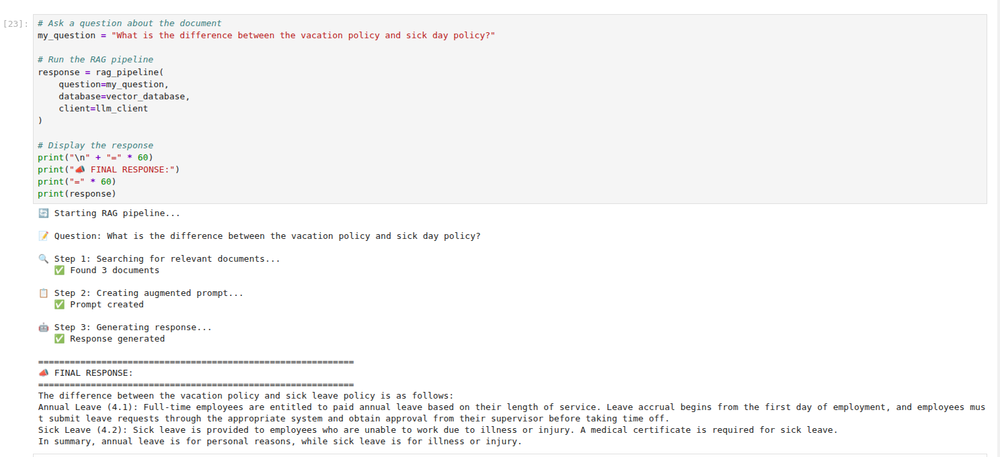 [23]:
# Ask a question about the document
my_question = "What is the difference between the vacation policy and sick day policy?"
# Run the RAG pipeline
response = rag_pipeline(
    question=my_question,
    database=vector_database,
    client=llm_client
)
# Display the response
print("\n" + "=" * 60)
print("📣 FINAL RESPONSE:")
print("=" * 60)
print(response)
🔄 Starting RAG pipeline...
📝 Question: What is the difference between the vacation policy and sick day policy?
🔍 Step 1: Searching for relevant documents...
   ✅ Found 3 documents
📋 Step 2: Creating augmented prompt...
   ✅ Prompt created
🤖 Step 3: Generating response...
   ✅ Response generated
============================================================
📣 FINAL RESPONSE:
============================================================
The difference between the vacation policy and sick leave policy is as follows:
Annual Leave (4.1): Full-time employees are entitled to paid annual leave based on their length of service. Leave accrual begins from the first day of employment, and employees mus
t submit leave requests through the appropriate system and obtain approval from their supervisor before taking time off.
Sick Leave (4.2): Sick leave is provided to employees who are unable to work due to illness or injury. A medical certificate is required for sick leave.
In summary, annual leave is for personal reasons, while sick leave is for illness or injury.